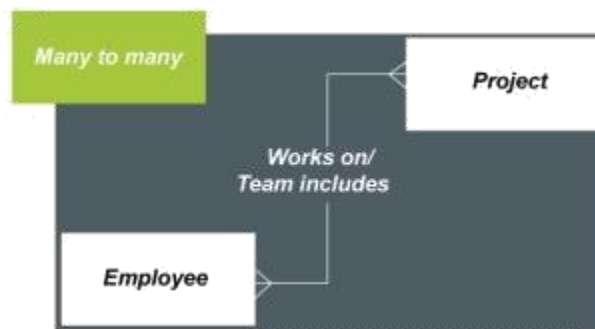 Many to many
Project
Works on/
Team includes
Employee